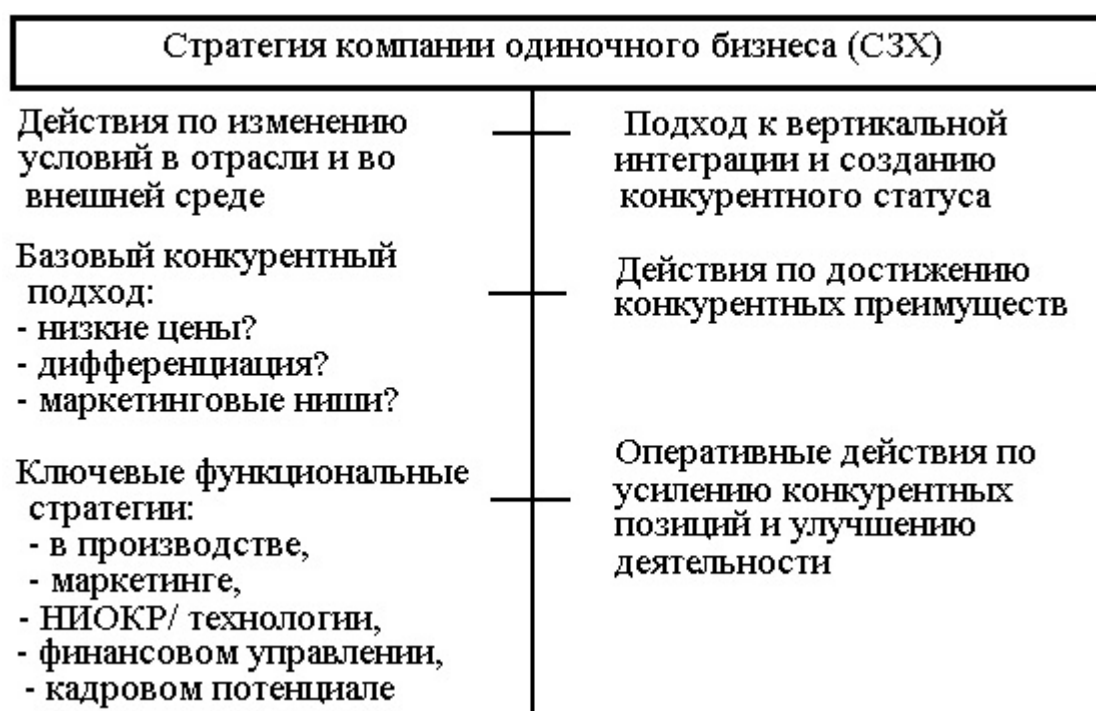 Стратегия компании одиночного бизнеса (СЗХ)
Действия по изменению
условий в отрасли и во
внешней среде
Подход к вертикальной
интеграции и созданию
конкурентного статуса
Базовый конкурентный
подход:
- низкие цены?
- дифференциация?
- маркетинговые ниши?
Действия по достижению
конкурентных преимуществ
Ключевые функциональные
стратегии:
- в производстве,
- маркетинге,
- НИОКР/ технологии,
- финансовом управлении,
- кадровом потенциале
Оперативные действия по
усилению конкурентных
позиций и улучшению
деятельности